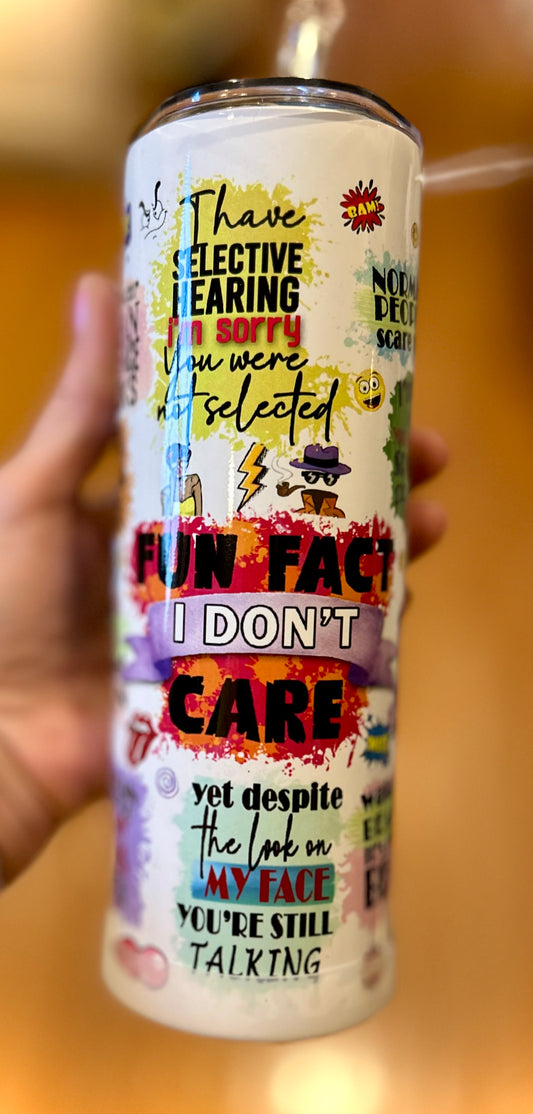 I have
SELECTIVE
HEARING
i'm sorry
You were
not selected
BAM!
scare
FUN FACT
I DON'T
CARE
yet despite
the look on
MY FACE
YOU'RE STILL
TALKING